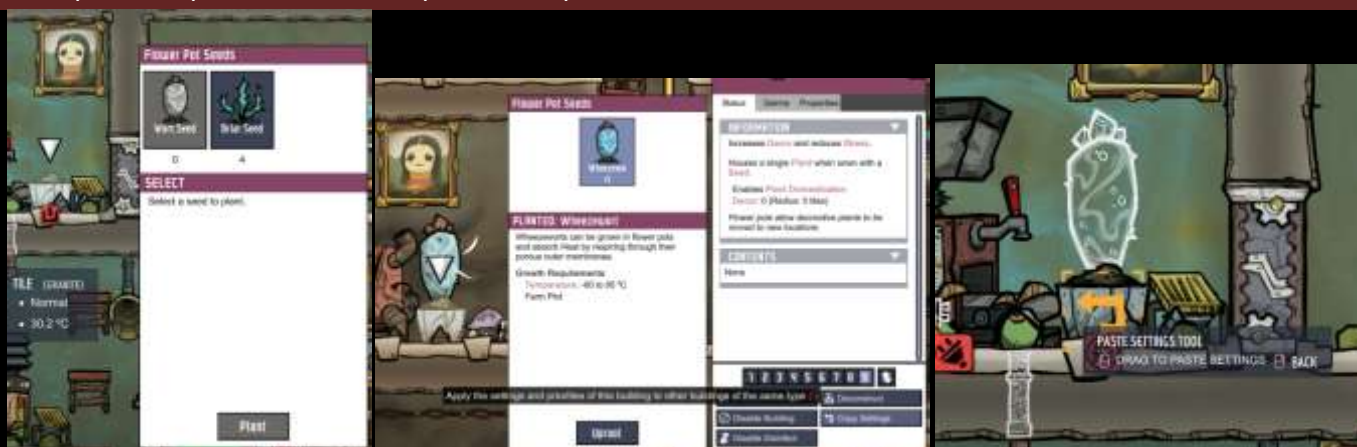 Flower Pot Seeds
Wort Seed
Briar Seed
0
4
SELECT
Select a seed to plant.
TILE (GRANITE)
• Normal
• 30.2 °C
Plant
Flower Pot Seeds
Wheezewo
0
PLANTED: Wheezewort
Wheezeworts can be grown in flower pots
and absorb Heat by respiring through their
porous outer membranes.
Growth Requirements
Temperature: -60 to 95 °C
Farm Plot
Uproot
Status
Properties
INFORMATION
Increases Decor and reduces Stress.
Houses a single Plant when sown with a
Seed.
Enables Plant Domestication
Decor: 0 (Radius: 5 tiles)
Flower pots allow decorative plants to be
moved to new locations.
CONTENTS
None
1 2 3 4 5 6 7 8 9
Apply the settings and priorities of this building to other buildings of the same type
Deconstruct
Disable Building
Copy Settings
PASTE SETTINGS TOOL
DRAG TO PASTE SETTINGS
BACK